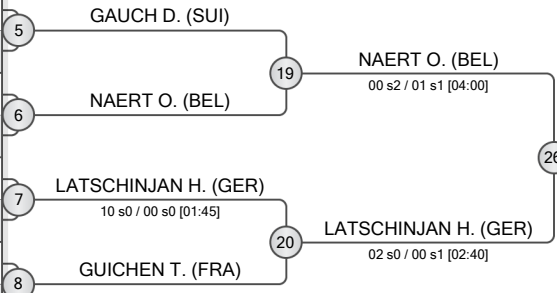 GAUCH D. (SUI)
5
NAERT O. (BEL)
19
00 s2 / 01 s1 [04:00]
NAERT O. (BEL)
6
26
LATSCHINJAN H. (GER)
7
10 s0 / 00 s0 [01:45]
LATSCHINJAN H. (GER)
20
02 s0 / 00 s1 [02:40]
GUICHEN T. (FRA)
8